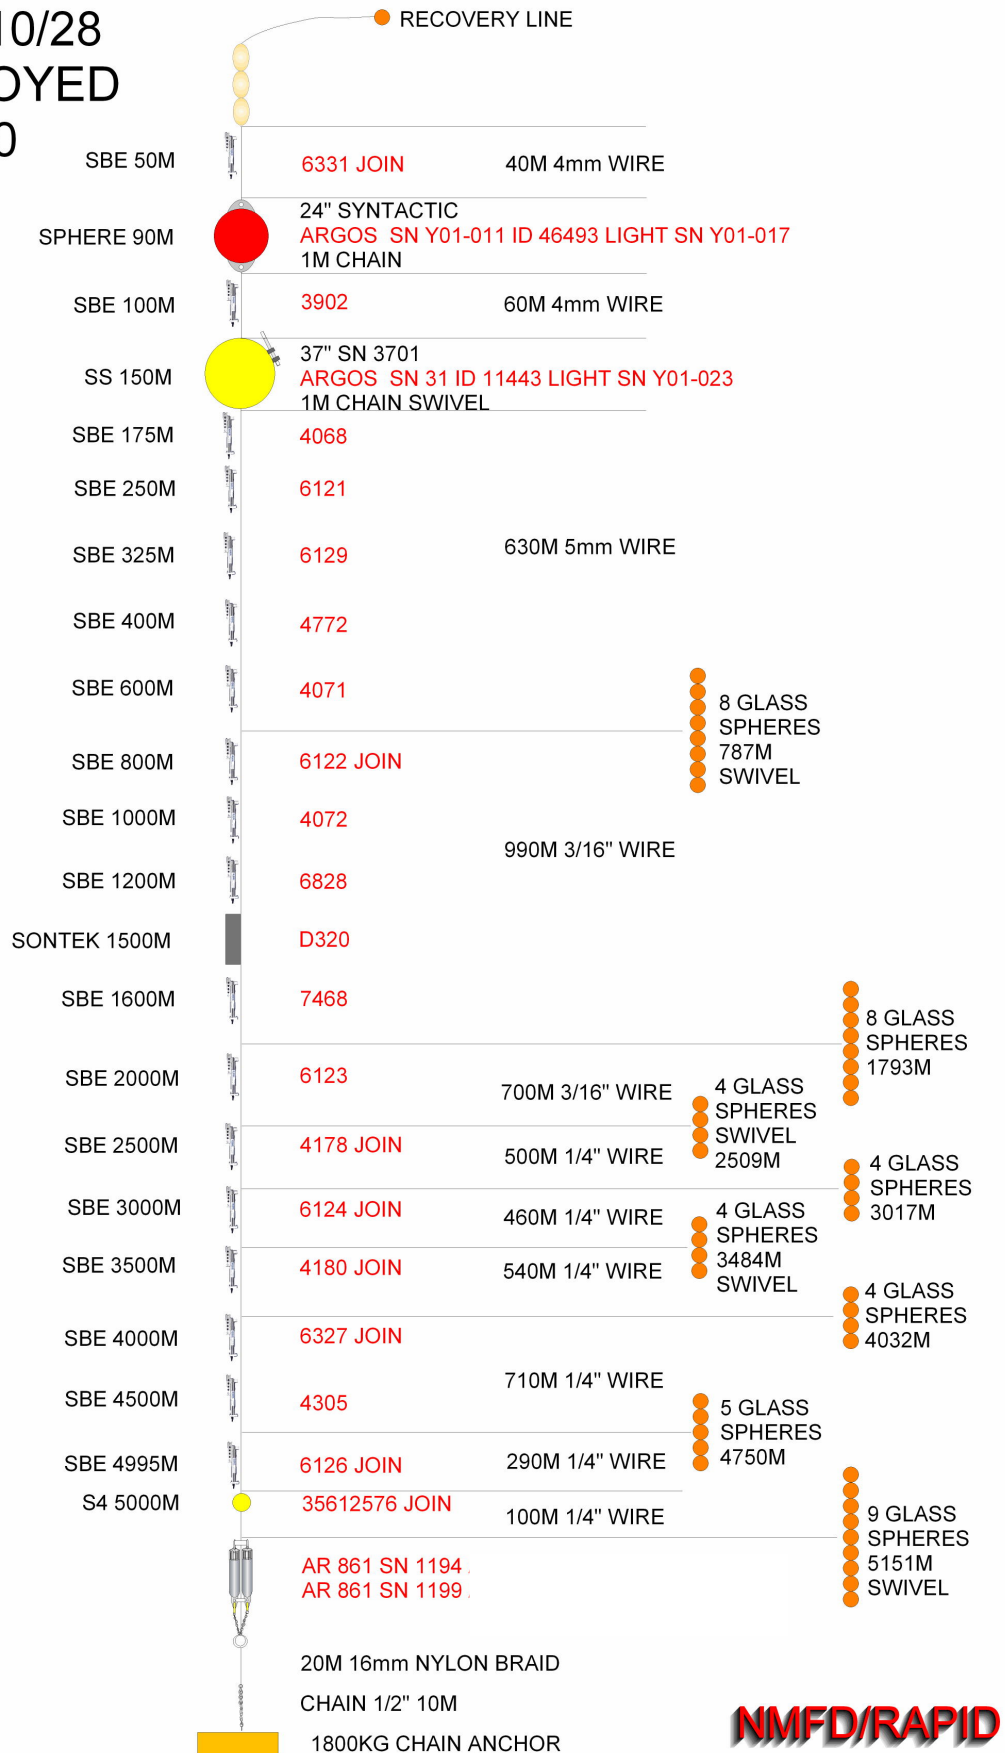 10/28
OYED
0
RECOVERY LINE
SBE 50M 6331 JOIN 40M 4mm WIRE
24" SYNTACTIC
SPHERE 90M ARGOS SN Y01-011 ID 46493 LIGHT SN Y01-017
1M CHAIN
SBE 100M 3902 60M 4mm WIRE
37" SN 3701
SS 150M ARGOS SN 31 ID 11443 LIGHT SN Y01-023
1M CHAIN SWIVEL
SBE 175M 4068
SBE 250M 6121
630M 5mm WIRE
SBE 325M 6129
SBE 400M 4772
SBE 600M 4071
8 GLASS
SPHERES
787M
SWIVEL
SBE 800M 6122 JOIN
SBE 1000M 4072
990M 3/16" WIRE
SBE 1200M 6828
SONTEK 1500M D320
SBE 1600M 7468
8 GLASS
SPHERES
1793M
SBE 2000M 6123
700M 3/16" WIRE
4 GLASS
SPHERES
SWIVEL
2509M
SBE 2500M 4178 JOIN
500M 1/4" WIRE
4 GLASS
SPHERES
3017M
SBE 3000M 6124 JOIN
460M 1/4" WIRE
4 GLASS
SPHERES
3484M
SWIVEL
SBE 3500M 4180 JOIN 540M 1/4" WIRE
4 GLASS
SPHERES
4032M
SBE 4000M 6327 JOIN
710M 1/4" WIRE
SBE 4500M 4305
5 GLASS
SPHERES
4750M
SBE 4995M 6126 JOIN 290M 1/4" WIRE
S4 5000M 35612576 JOIN
100M 1/4" WIRE
9 GLASS
SPHERES
5151M
SWIVEL
AR 861 SN 1194
AR 861 SN 1199
20M 16mm NYLON BRAID
CHAIN 1/2" 10M
1800KG CHAIN ANCHOR
NMFD/RAPID